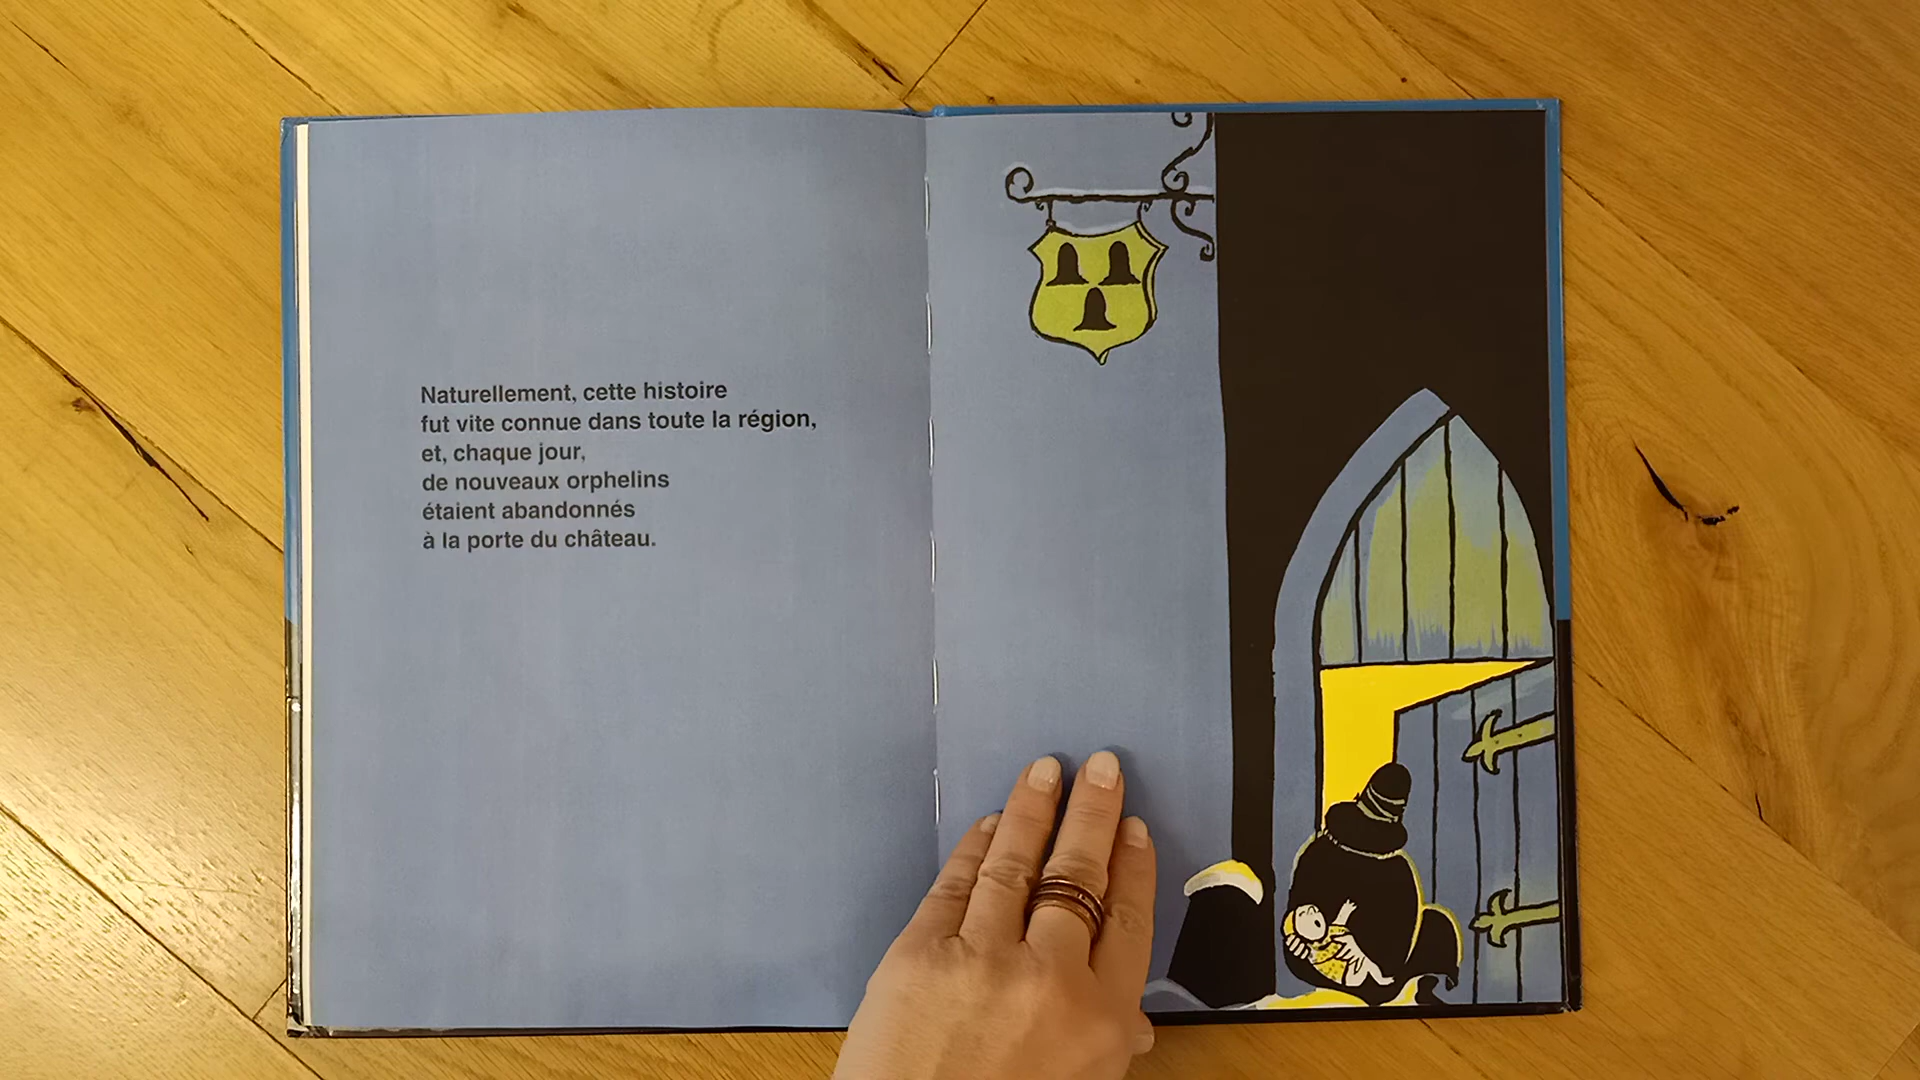 Naturellement, cette histoire
fut vite connue dans toute la région,
et, chaque jour,
de nouveaux orphelins
étaient abandonnés
à la porte du château.